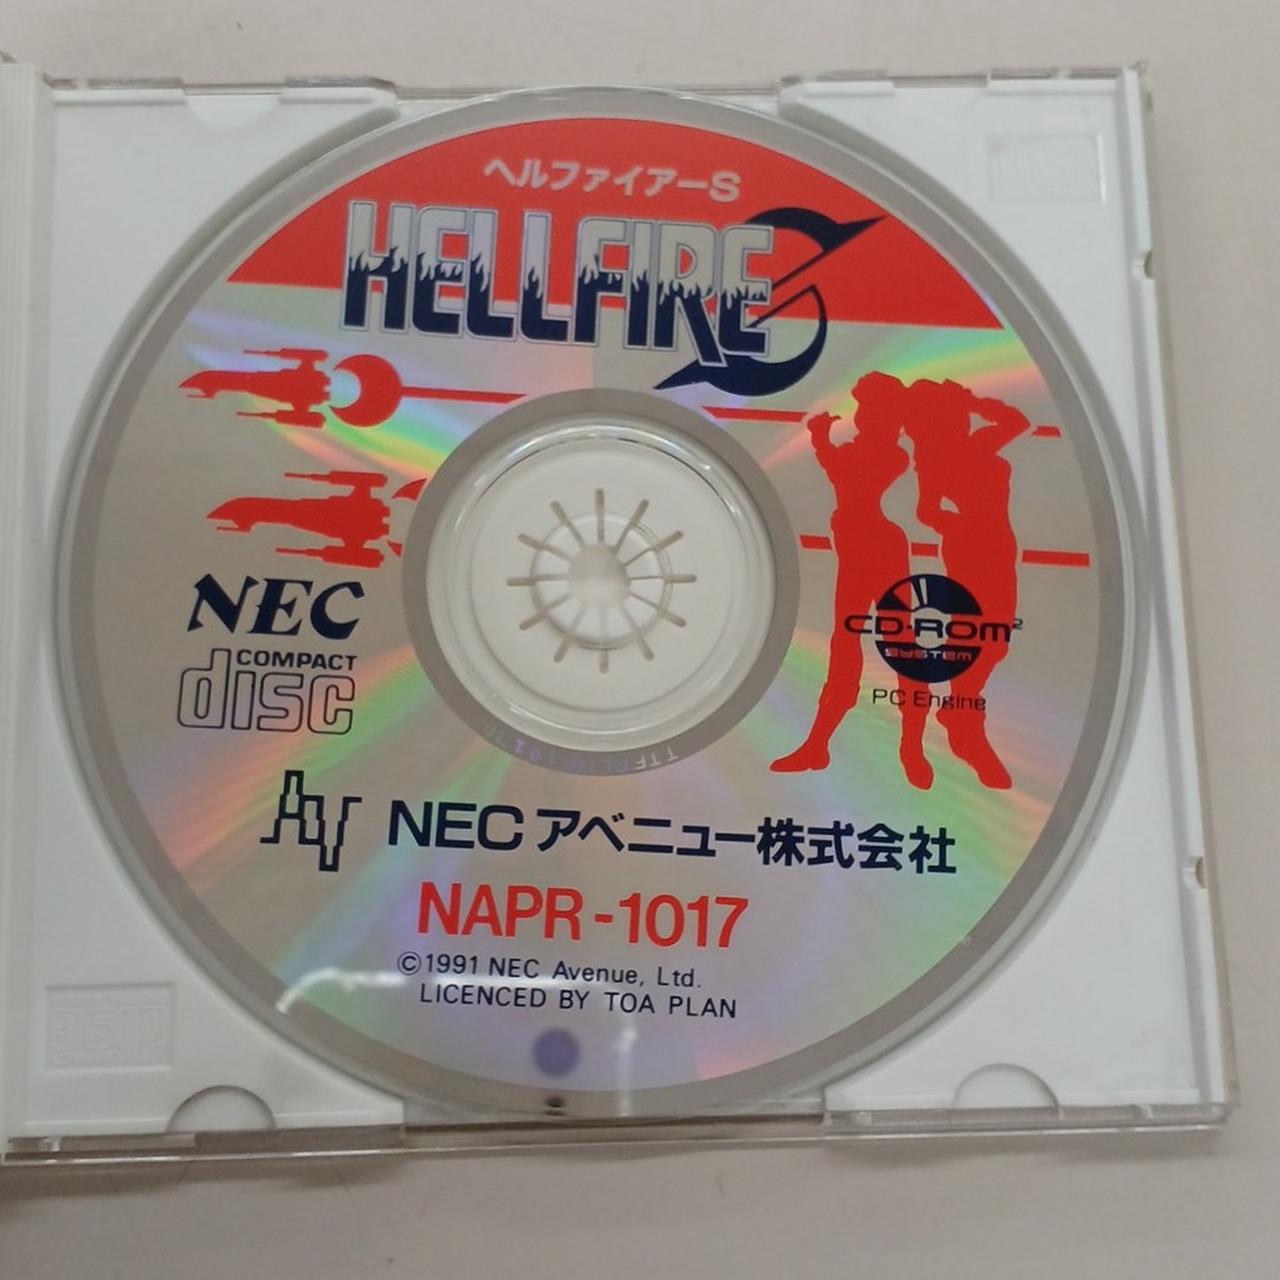 ヘルファイアーS
HELLFIRE S
NEC
COMPACT
disc
CD-ROM²
SYSTEM
PC Engine
NECアベニュー株式会社
NAPR-1017
©1991 NEC Avenue, Ltd.
LICENCED BY TOA PLAN